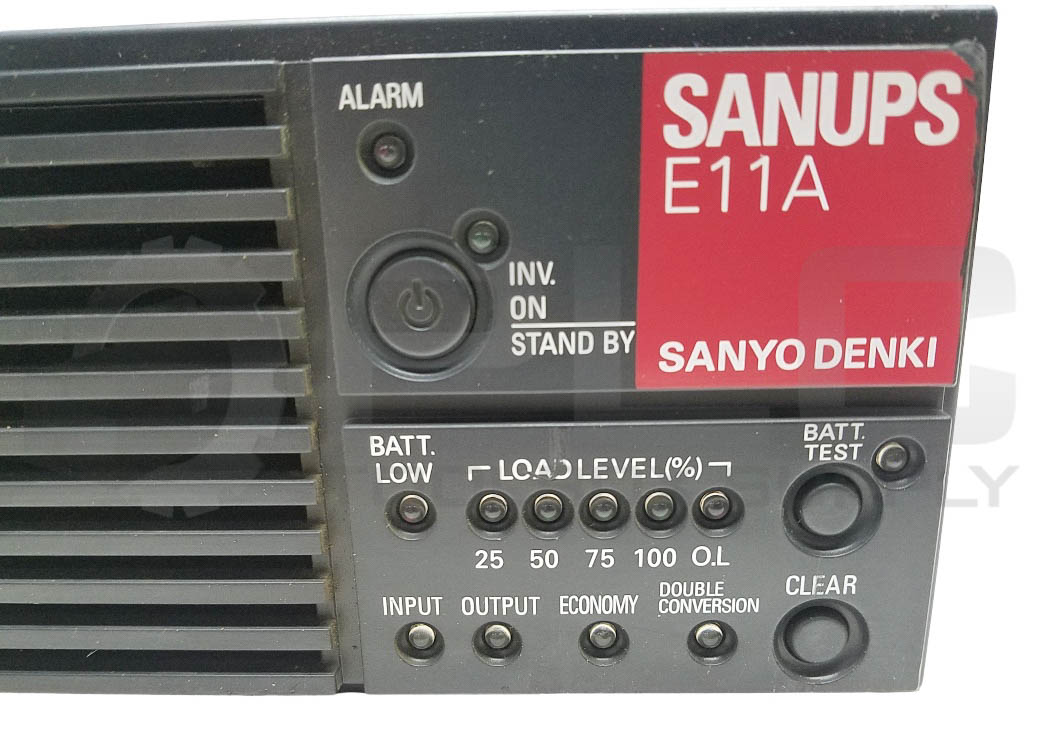 ALARM
SANUPS
E11A
INV.
ON
STAND BY
SANYO DENKI
BATT.
LOW
LOAD LEVEL(%)
BATT.
TEST
25 50 75 100 O.L
INPUT OUTPUT ECONOMY DOUBLE
CONVERSION
CLEAR
PLC